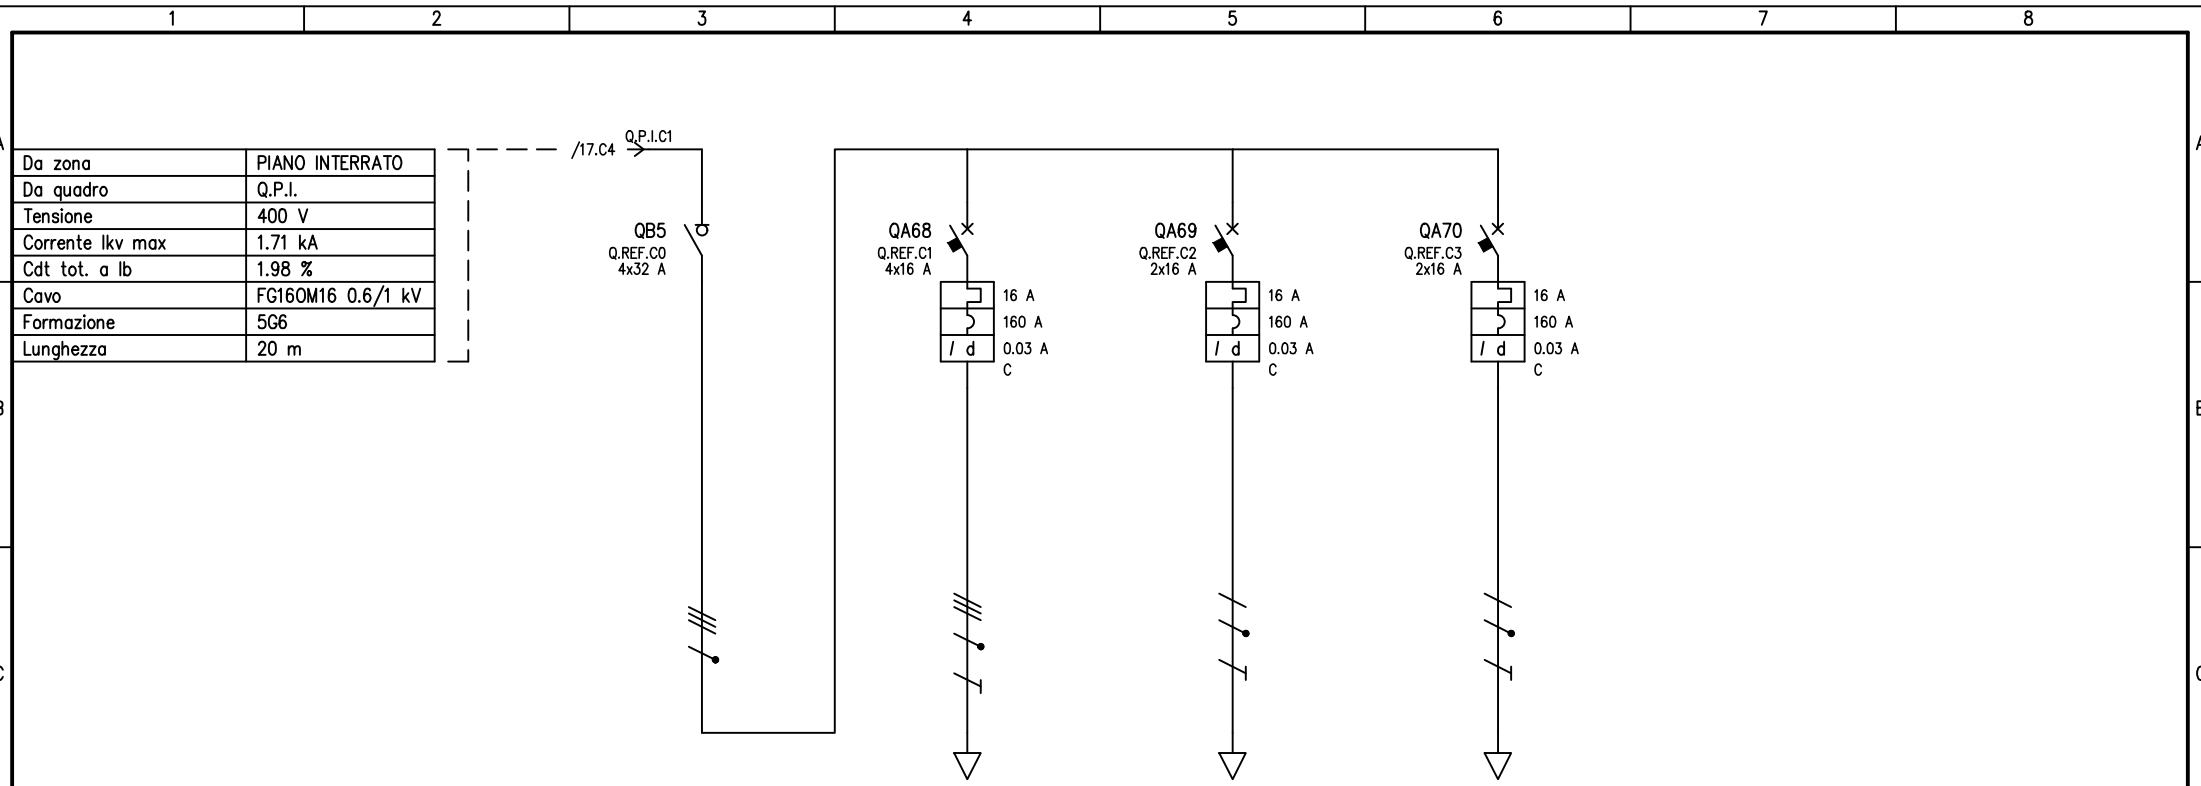 1 2 3 4 5 6 7 8
A A
Q.P.I.C1
/17.C4
Da zona PIANO INTERRATO
Da quadro Q.P.I.
Tensione 400 V
Corrente Ikv max 1.71 kA
Cdt tot. a Ib 1.98 %
Cavo FG16OM16 0.6/1 kV
Formazione 5G6
Lunghezza 20 m
QB5
Q.REF.C0
4x32 A
QA68
Q.REF.C1
4x16 A
16 A
160 A
I d 0.03 A
C
QA69
Q.REF.C2
2x16 A
16 A
160 A
I d 0.03 A
C
QA70
Q.REF.C3
2x16 A
16 A
160 A
I d 0.03 A
C
B B
C C